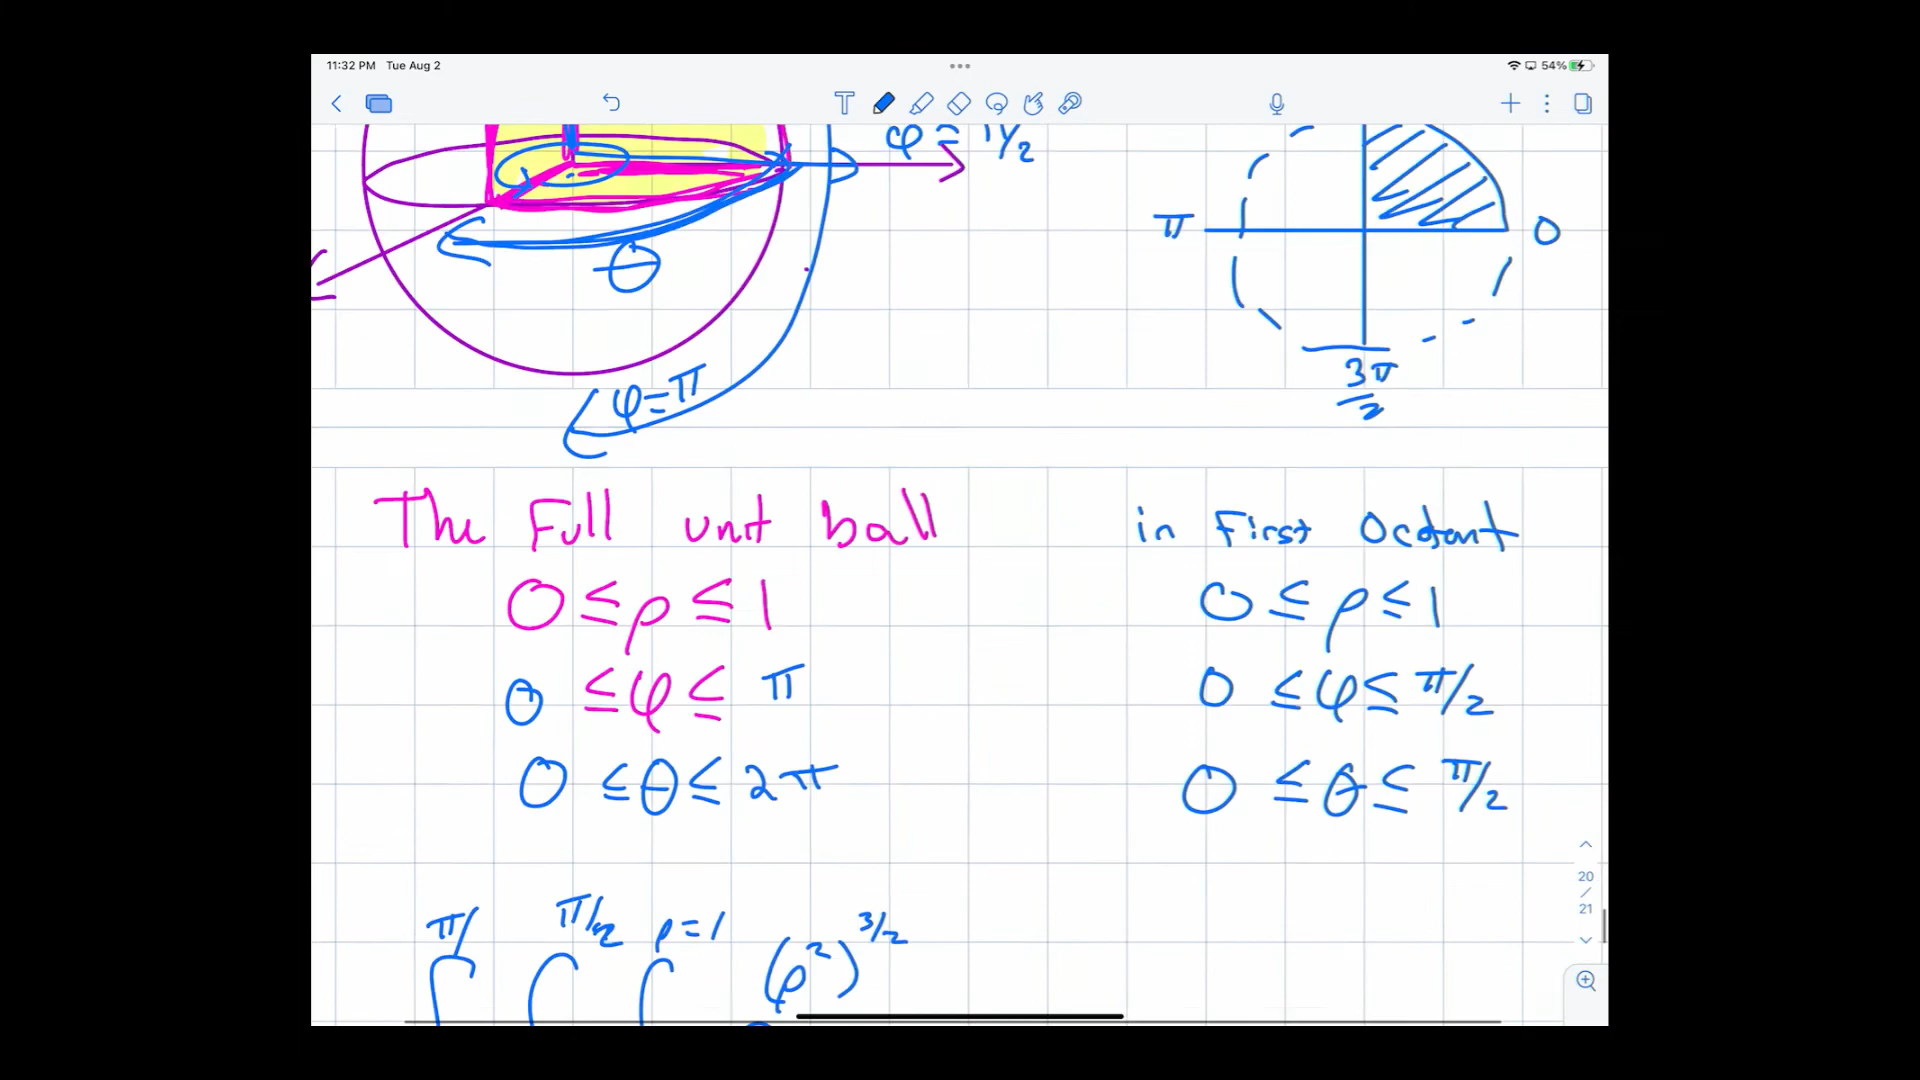 11:32 PM Tue Aug 2
54%
T
φ = π/2
π
0
θ
3π/2
φ=π
The Full unit ball
in First Octant
0 ≤ ρ ≤ 1
0 ≤ ρ ≤ 1
0 ≤ φ ≤ π
0 ≤ φ ≤ π/2
0 ≤ θ ≤ 2π
0 ≤ θ ≤ π/2
20
/
21
π/ π/2 ρ=1 3/2
∫ ∫ ∫ (ρ²)